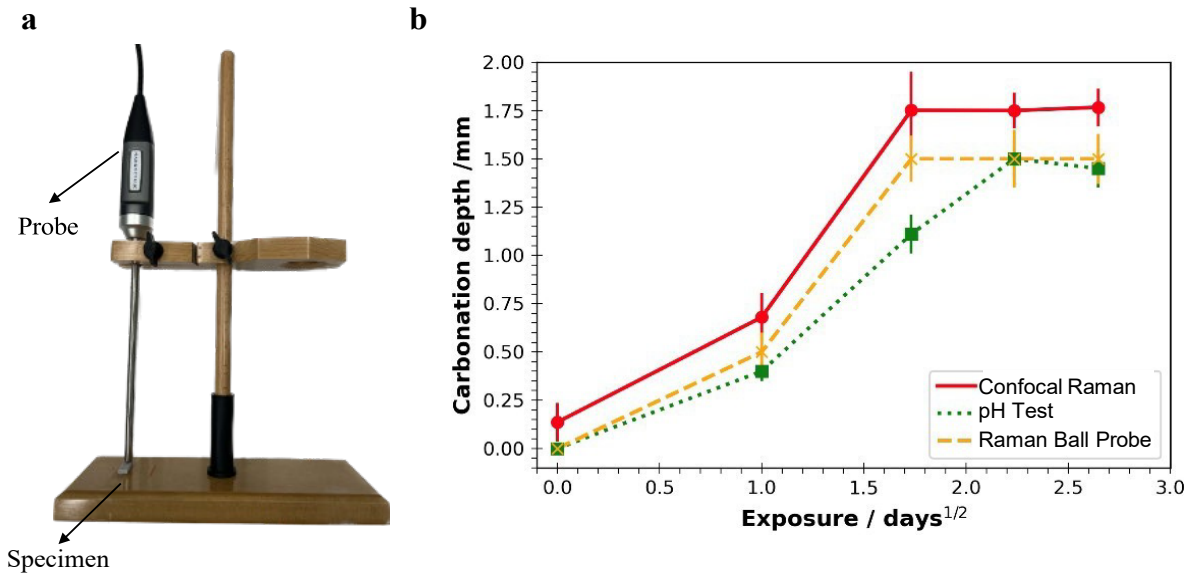 a
Probe
Specimen
b
Carbonation depth /mm
2.00
1.75
1.50
1.25
1.00
0.75
0.50
0.25
0.00
0.0 0.5 1.0 1.5 2.0 2.5 3.0
Exposure / days^1/2
Confocal Raman
pH Test
Raman Ball Probe